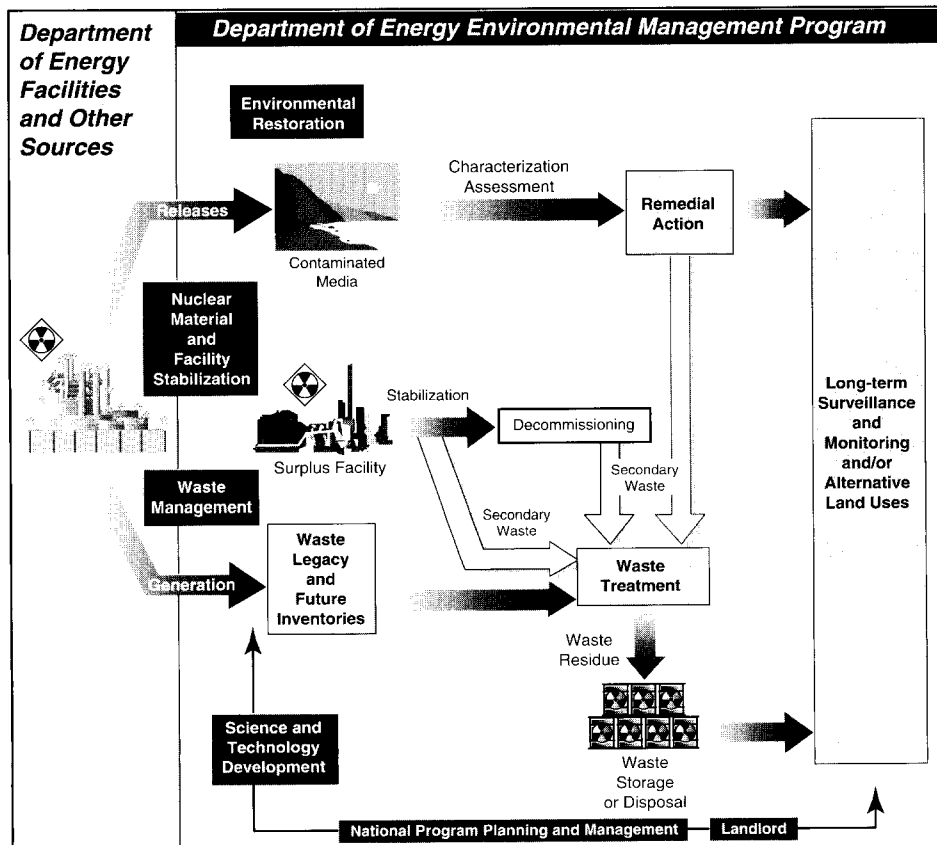 Department
of Energy
Facilities
and Other
Sources
Department of Energy Environmental Management Program
Environmental
Restoration
Releases
Contaminated
Media
Characterization
Assessment
Remedial
Action
Nuclear
Material
and
Facility
Stabilization
Surplus Facility
Stabilization
Decommissioning
Secondary
Waste
Secondary
Waste
Waste
Management
Generation
Waste
Legacy
and
Future
Inventories
Waste
Treatment
Waste
Residue
Waste
Storage
or Disposal
Long-term
Surveillance
and
Monitoring
and/or
Alternative
Land Uses
Science and
Technology
Development
National Program Planning and Management
Landlord